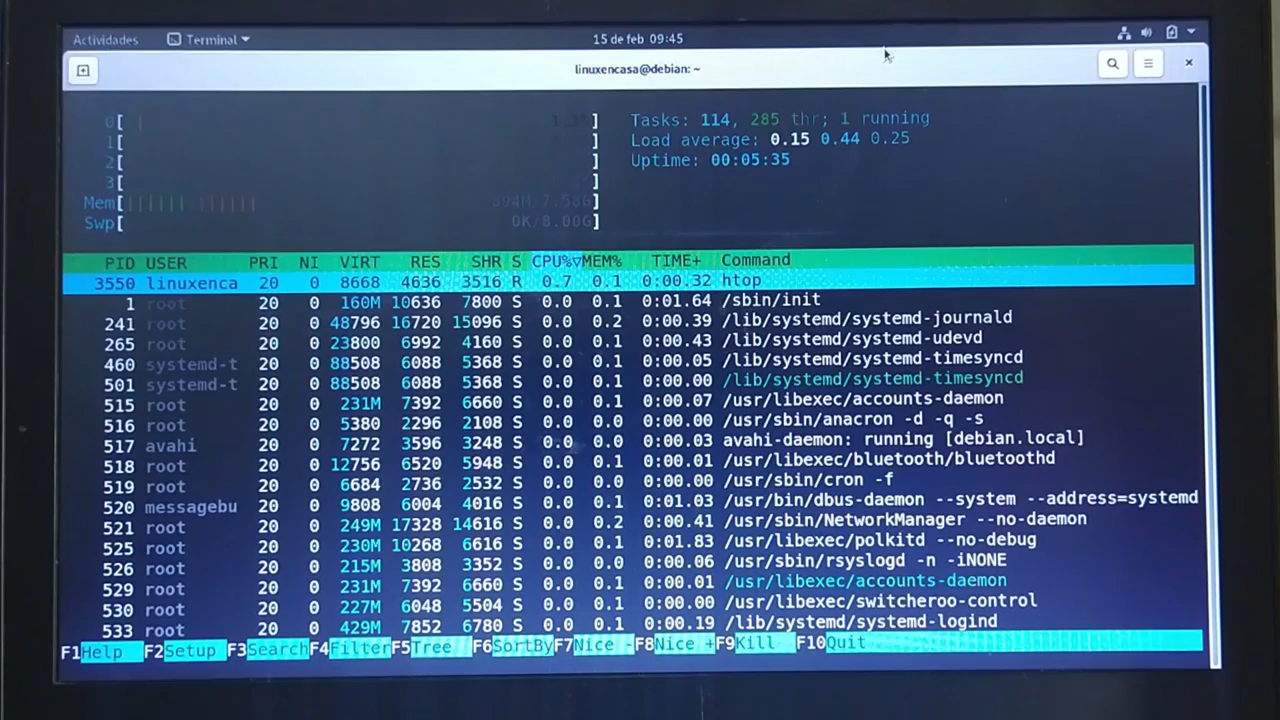 Actividades Terminal 15 de feb 09:45
linuxencasa@debian: ~
0[| ] Tasks: 114, 285 thr; 1 running
1[ ] Load average: 0.15 0.44 0.25
2[ ] Uptime: 00:05:35
3[ ]
Mem[ /7.58G]
Swp[ 0K/8.00G]
PID USER PRI NI VIRT RES SHR S CPU%▽MEM% TIME+ Command
3550 linuxenca 20 0 8668 4636 3516 R 0.7 0.1 0:00.32 htop
1 root 20 0 160M 10636 7800 S 0.0 0.1 0:01.64 /sbin/init
241 root 20 0 48796 16720 15096 S 0.0 0.2 0:00.39 /lib/systemd/systemd-journald
265 root 20 0 23800 6992 4160 S 0.0 0.1 0:00.43 /lib/systemd/systemd-udevd
460 systemd-t 20 0 88508 6088 5368 S 0.0 0.1 0:00.05 /lib/systemd/systemd-timesyncd
501 systemd-t 20 0 88508 6088 5368 S 0.0 0.1 0:00.00 /lib/systemd/systemd-timesyncd
515 root 20 0 231M 7392 6660 S 0.0 0.1 0:00.07 /usr/libexec/accounts-daemon
516 root 20 0 5380 2296 2108 S 0.0 0.0 0:00.00 /usr/sbin/anacron -d -q -s
517 avahi 20 0 7272 3596 3248 S 0.0 0.0 0:00.03 avahi-daemon: running [debian.local]
518 root 20 0 12756 6520 5948 S 0.0 0.1 0:00.01 /usr/libexec/bluetooth/bluetoothd
519 root 20 0 6684 2736 2532 S 0.0 0.0 0:00.00 /usr/sbin/cron -f
520 messagebu 20 0 9808 6004 4016 S 0.0 0.1 0:01.03 /usr/bin/dbus-daemon --system --address=systemd
521 root 20 0 249M 17328 14616 S 0.0 0.2 0:00.41 /usr/sbin/NetworkManager --no-daemon
525 root 20 0 230M 10268 6616 S 0.0 0.1 0:01.83 /usr/libexec/polkitd --no-debug
526 root 20 0 215M 3808 3352 S 0.0 0.0 0:00.06 /usr/sbin/rsyslogd -n -iNONE
529 root 20 0 231M 7392 6660 S 0.0 0.1 0:00.01 /usr/libexec/accounts-daemon
530 root 20 0 227M 6048 5504 S 0.0 0.1 0:00.00 /usr/libexec/switcheroo-control
533 root 20 0 429M 7852 6780 S 0.0 0.1 0:00.19 /lib/systemd/systemd-logind
F1Help F2Setup F3SearchF4FilterF5Tree F6SortByF7Nice -F8Nice +F9Kill F10Quit